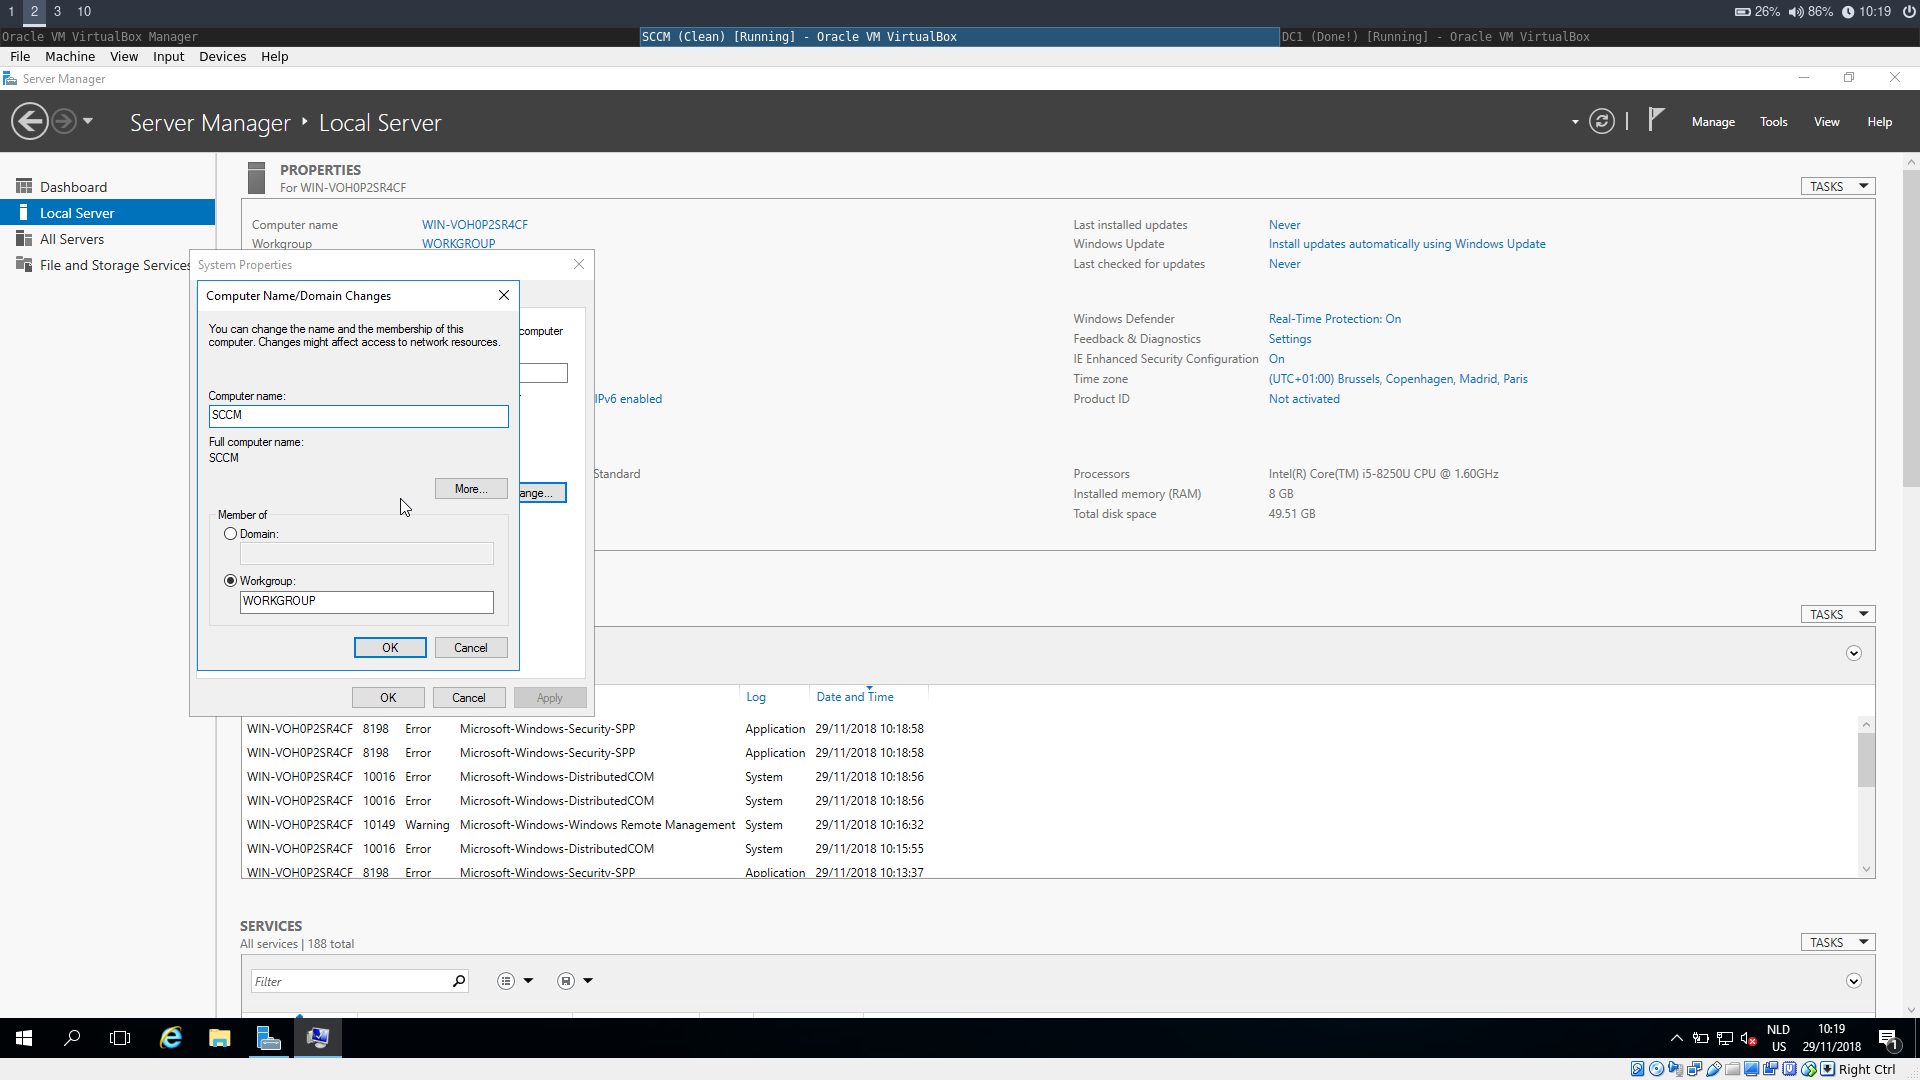 1 2 3 10
26% 86% 10:19
Oracle VM VirtualBox Manager
SCCM (Clean) [Running] - Oracle VM VirtualBox
DC1 (Done!) [Running] - Oracle VM VirtualBox
File Machine View Input Devices Help
Server Manager
Server Manager Local Server
Manage Tools View Help
Dashboard
Local Server
All Servers
File and Storage Services
PROPERTIES
For WIN-VOH0P2SR4CF
TASKS
Computer name WIN-VOH0P2SR4CF
Workgroup WORKGROUP
Last installed updates Never
Windows Update Install updates automatically using Windows Update
Last checked for updates Never
Windows Defender Real-Time Protection: On
Feedback & Diagnostics Settings
IE Enhanced Security Configuration On
Time zone (UTC+01:00) Brussels, Copenhagen, Madrid, Paris
Product ID Not activated
IPv6 enabled
Standard
Processors Intel(R) Core(TM) i5-8250U CPU @ 1.60GHz
Installed memory (RAM) 8 GB
Total disk space 49.51 GB
System Properties
computer
ange...
OK Cancel Apply
Computer Name/Domain Changes
You can change the name and the membership of this
computer. Changes might affect access to network resources.
Computer name:
SCCM
Full computer name:
SCCM
More...
Member of
Domain:
Workgroup:
WORKGROUP
OK Cancel
TASKS
Log Date and Time
WIN-VOH0P2SR4CF 8198 Error Microsoft-Windows-Security-SPP Application 29/11/2018 10:18:58
WIN-VOH0P2SR4CF 8198 Error Microsoft-Windows-Security-SPP Application 29/11/2018 10:18:58
WIN-VOH0P2SR4CF 10016 Error Microsoft-Windows-DistributedCOM System 29/11/2018 10:18:56
WIN-VOH0P2SR4CF 10016 Error Microsoft-Windows-DistributedCOM System 29/11/2018 10:18:56
WIN-VOH0P2SR4CF 10149 Warning Microsoft-Windows-Windows Remote Management System 29/11/2018 10:16:32
WIN-VOH0P2SR4CF 10016 Error Microsoft-Windows-DistributedCOM System 29/11/2018 10:15:55
WIN-VOH0P2SR4CF 8198 Error Microsoft-Windows-Security-SPP Application 29/11/2018 10:13:37
SERVICES
All services | 188 total
TASKS
Filter
NLD
US
10:19
29/11/2018
1
Right Ctrl